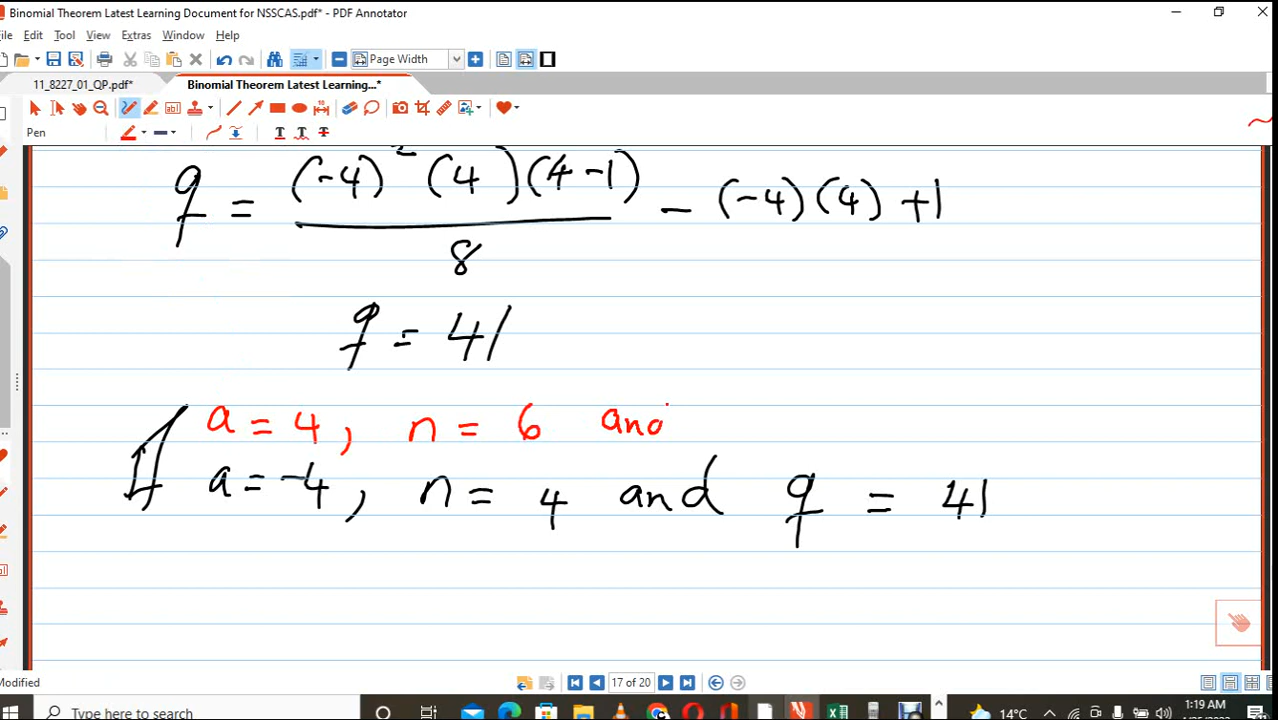 Binomial Theorem Latest Learning Document for NSSCAS.pdf* - PDF Annotator
ile Edit Tool View Extras Window Help
Page Width
11_8227_01_QP.pdf* Binomial Theorem Latest Learning...*
Pen
q = (-4)² (4)(4-1) / 8 - (-4)(4) + 1
q = 41
a = 4, n = 6 and
If a = -4, n = 4 and q = 41
Modified 17 of 20
Type here to search 14°C 1:19 AM